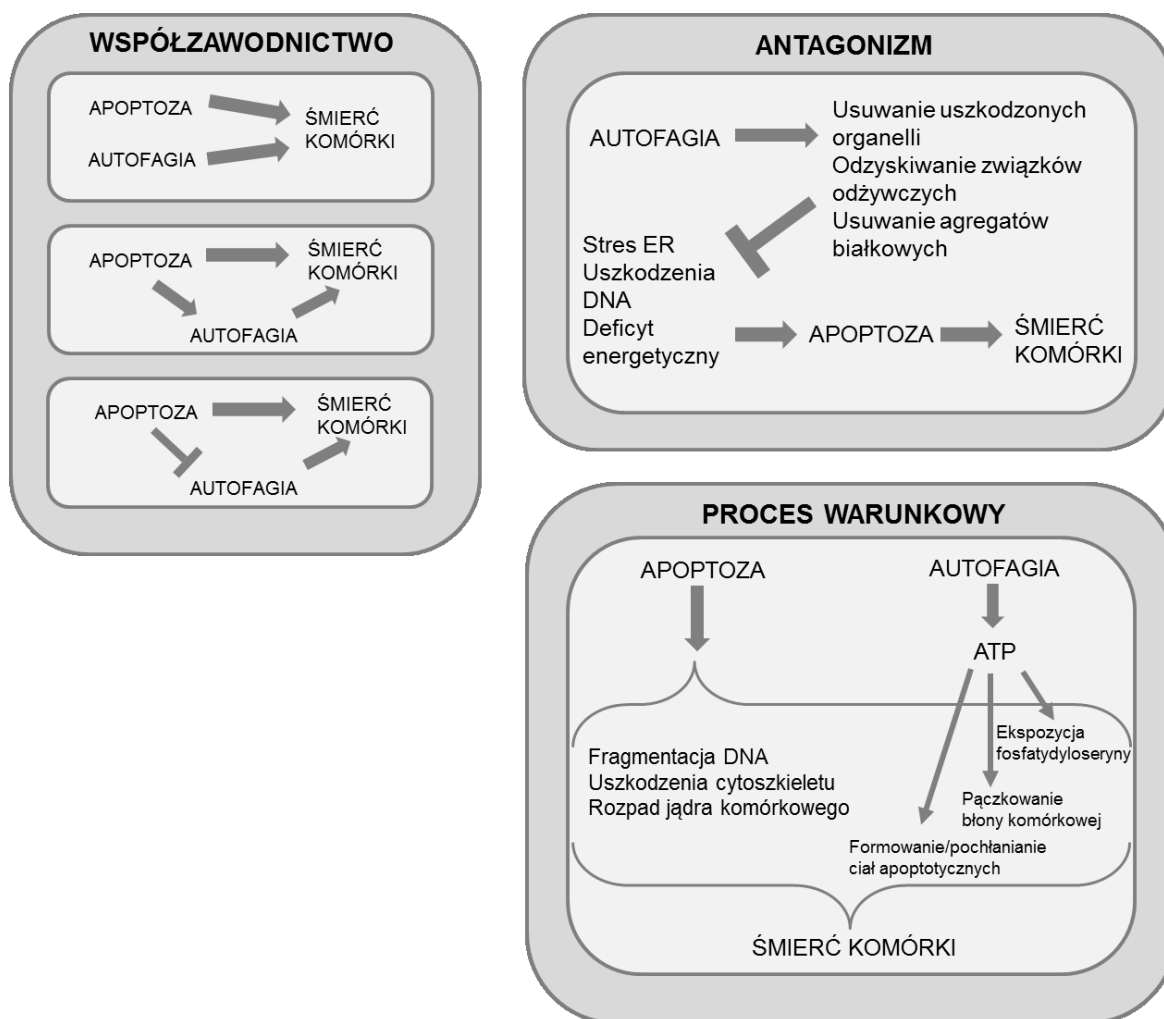 WSPÓŁZAWODNICTWO
APOPTOZA
AUTOFAGIA
ŚMIERĆ
KOMÓRKI
APOPTOZA
ŚMIERĆ
KOMÓRKI
AUTOFAGIA
APOPTOZA
ŚMIERĆ
KOMÓRKI
AUTOFAGIA
ANTAGONIZM
AUTOFAGIA
Usuwanie uszkodzonych
organelli
Odzyskiwanie związków
odżywczych
Usuwanie agregatów
białkowych
Stres ER
Uszkodzenia
DNA
Deficyt
energetyczny
APOPTOZA
ŚMIERĆ
KOMÓRKI
PROCES WARUNKOWY
APOPTOZA
AUTOFAGIA
ATP
Fragmentacja DNA
Uszkodzenia cytoszkieletu
Rozpad jądra komórkowego
Ekspozycja
fosfatydyloseryny
Pączkowanie
błony komórkowej
Formowanie/pochłanianie
ciał apoptotycznych
ŚMIERĆ KOMÓRKI